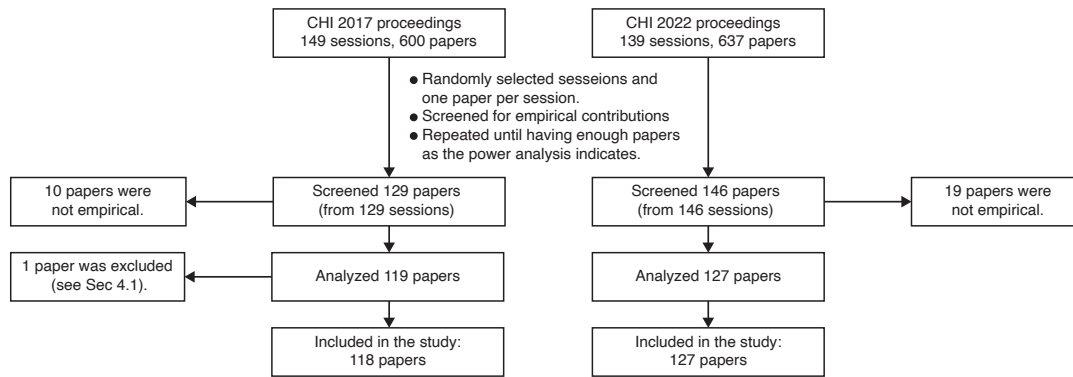 CHI 2017 proceedings
149 sessions, 600 papers
CHI 2022 proceedings
139 sessions, 637 papers
● Randomly selected sesseions and
one paper per session.
● Screened for empirical contributions
● Repeated until having enough papers
as the power analysis indicates.
10 papers were
not empirical.
Screened 129 papers
(from 129 sessions)
Screened 146 papers
(from 146 sessions)
19 papers were
not empirical.
1 paper was excluded
(see Sec 4.1).
Analyzed 119 papers
Analyzed 127 papers
Included in the study:
118 papers
Included in the study:
127 papers